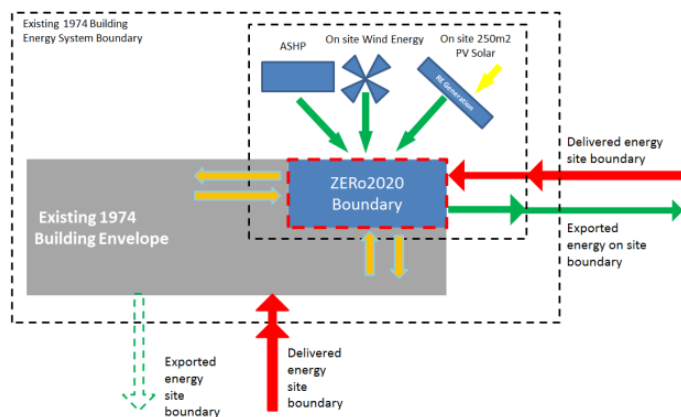 Existing 1974 Building
Energy System Boundary
ASHP
On site Wind Energy
On site 250m2
PV Solar
RE Generation
Delivered energy
site boundary
ZERo2020
Boundary
Existing 1974
Building Envelope
Exported
energy on site
boundary
Exported
energy
site
boundary
Delivered
energy
site
boundary